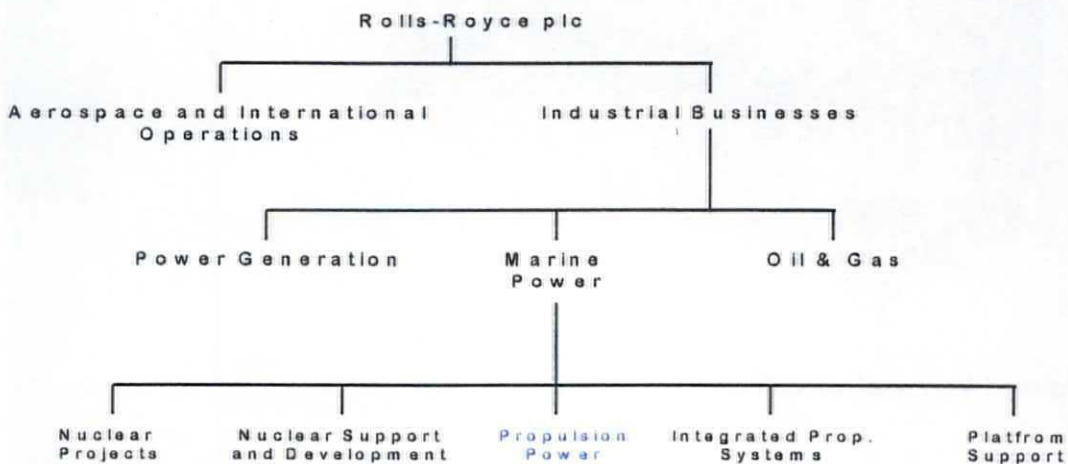 Rolls-Royce plc
Aerospace and International
Operations
Industrial Businesses
Power Generation
Marine
Power
Oil & Gas
Nuclear
Projects
Nuclear Support
and Development
Propulsion
Power
Integrated Prop.
Systems
Platfrom
Support